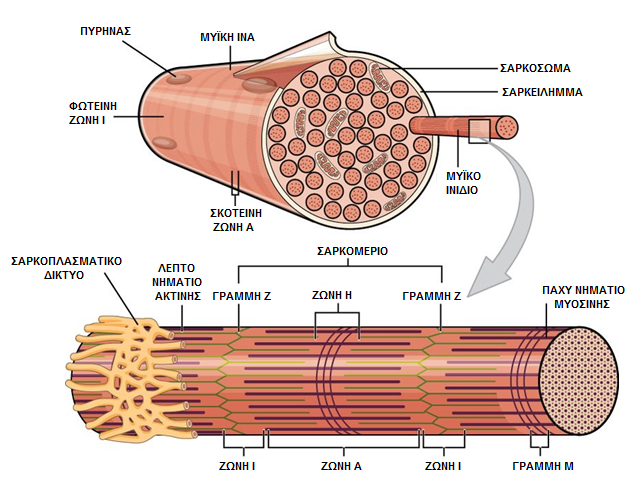 ΠΥΡΗΝΑΣ
ΜΥΪΚΗ ΙΝΑ
ΣΑΡΚΟΣΩΜΑ
ΣΑΡΚΕΙΛΗΜΜΑ
ΦΩΤΕΙΝΗ
ΖΩΝΗ Ι
ΜΥΪΚΟ
ΙΝΙΔΙΟ
ΣΚΟΤΕΙΝΗ
ΖΩΝΗ Α
ΣΑΡΚΟΜΕΡΙΟ
ΣΑΡΚΟΠΛΑΣΜΑΤΙΚΟ
ΔΙΚΤΥΟ
ΛΕΠΤΟ
ΝΗΜΑΤΙΟ
ΑΚΤΙΝΗΣ
ΓΡΑΜΜΗ Ζ
ΖΩΝΗ Η
ΓΡΑΜΜΗ Ζ
ΠΑΧΥ ΝΗΜΑΤΙΟ
ΜΥΟΣΙΝΗΣ
ΖΩΝΗ Ι
ΖΩΝΗ Α
ΖΩΝΗ Ι
ΓΡΑΜΜΗ Μ